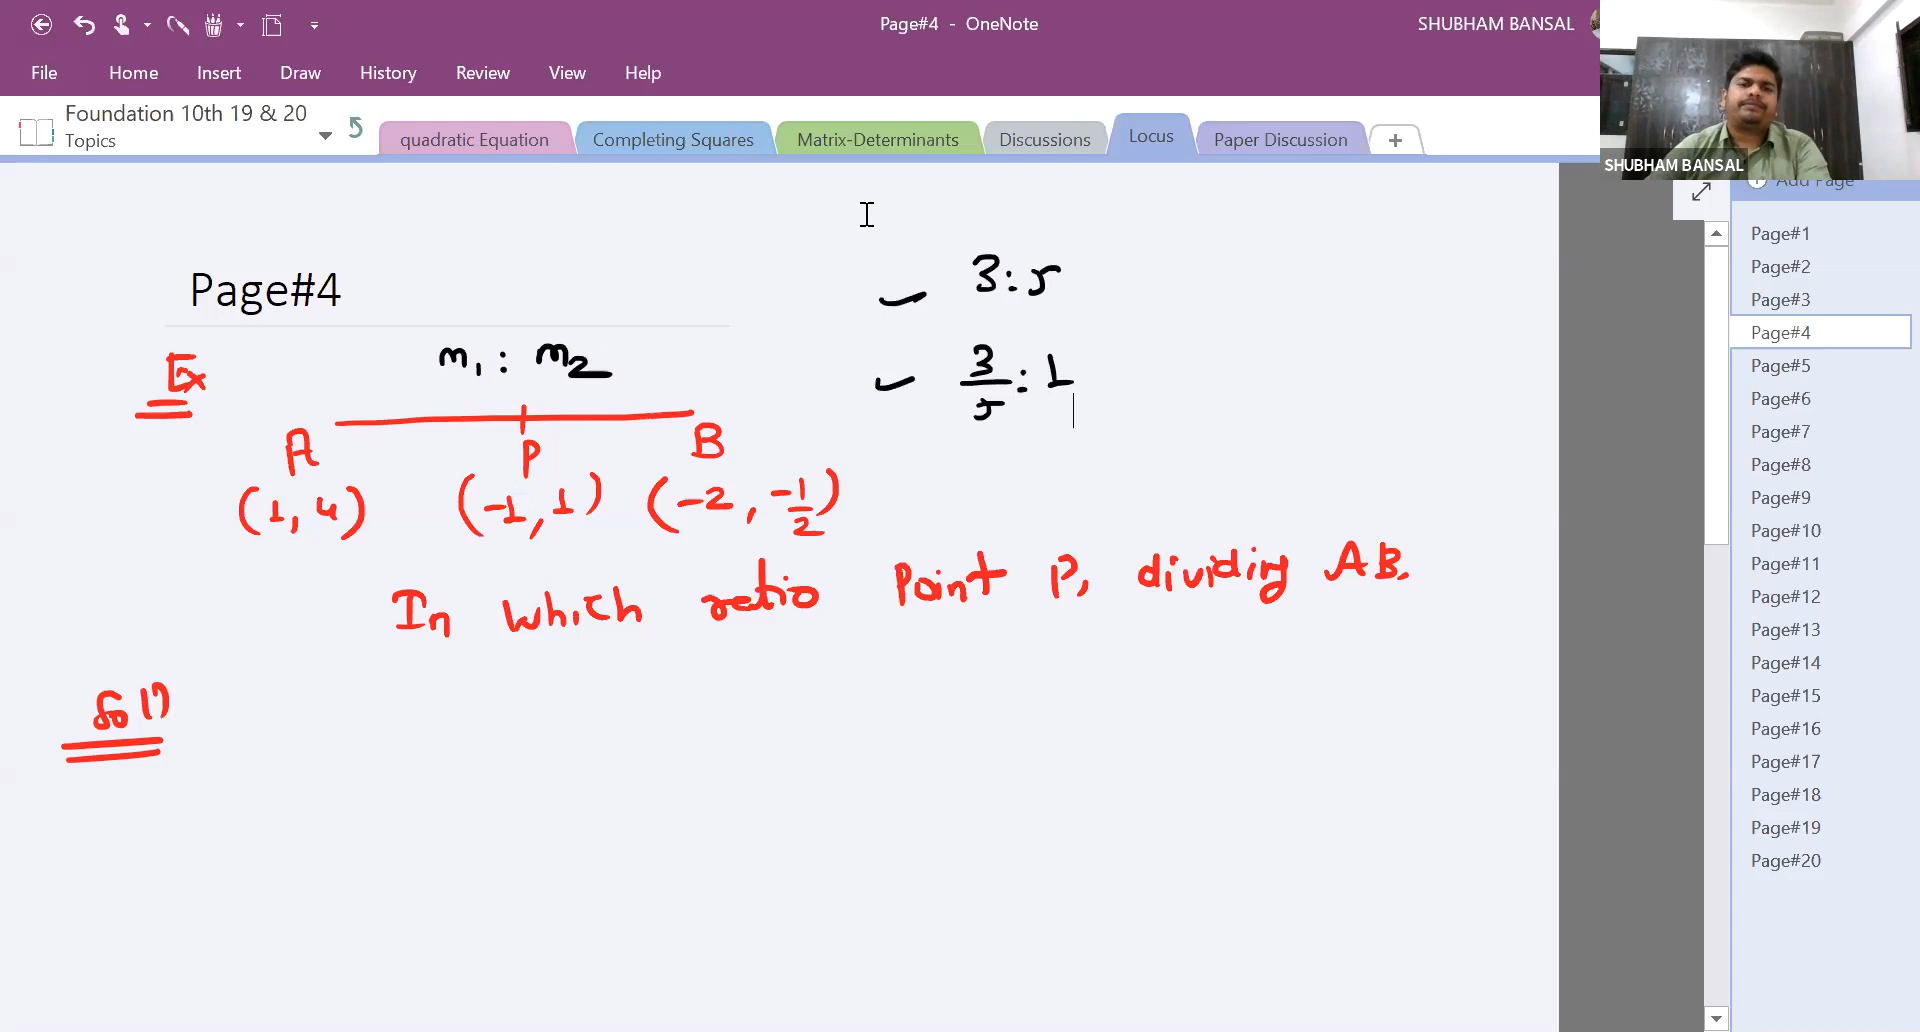 Page#4 - OneNote
SHUBHAM BANSAL
File Home Insert Draw History Review View Help
Foundation 10th 19 & 20
Topics
quadratic Equation
Completing Squares
Matrix-Determinants
Discussions
Locus
Paper Discussion
+
SHUBHAM BANSAL
Add Page
Page#1
Page#2
Page#3
Page#4
Page#5
Page#6
Page#7
Page#8
Page#9
Page#10
Page#11
Page#12
Page#13
Page#14
Page#15
Page#16
Page#17
Page#18
Page#19
Page#20
Page#4
3:5
3/5 : 1
Ex
m₁ : m₂
A P B
(1, 4) (-1, 1) (-2, -1/2)
In which ratio Point P, dividing AB.
Sol)